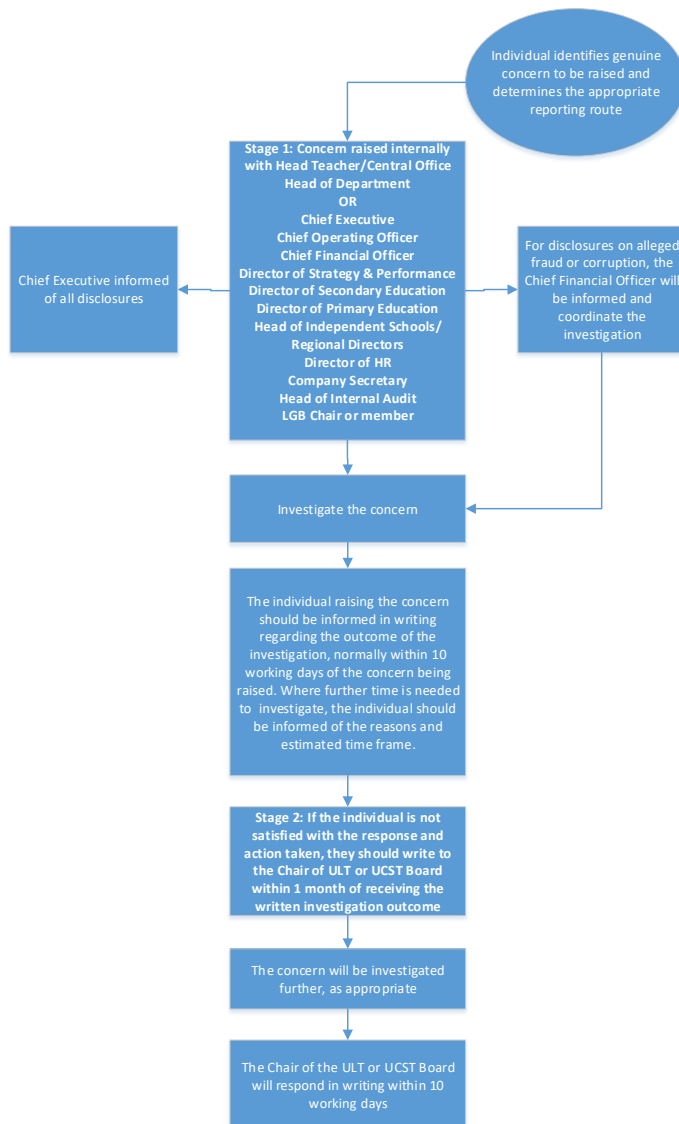 Individual identifies genuine
concern to be raised and
determines the appropriate
reporting route
Stage 1: Concern raised internally
with Head Teacher/Central Office
Head of Department
OR
Chief Executive
Chief Operating Officer
Chief Financial Officer
Director of Strategy & Performance
Director of Secondary Education
Director of Primary Education
Head of Independent Schools/
Regional Directors
Director of HR
Company Secretary
Head of Internal Audit
LGB Chair or member
Chief Executive informed
of all disclosures
For disclosures on alleged
fraud or corruption, the
Chief Financial Officer will
be informed and
coordinate the
investigation
Investigate the concern
The individual raising the concern
should be informed in writing
regarding the outcome of the
investigation, normally within 10
working days of the concern being
raised. Where further time is needed
to investigate, the individual should
be informed of the reasons and
estimated time frame.
Stage 2: If the individual is not
satisfied with the response and
action taken, they should write to
the Chair of ULT or UCST Board
within 1 month of receiving the
written investigation outcome
The concern will be investigated
further, as appropriate
The Chair of the ULT or UCST Board
will respond in writing within 10
working days